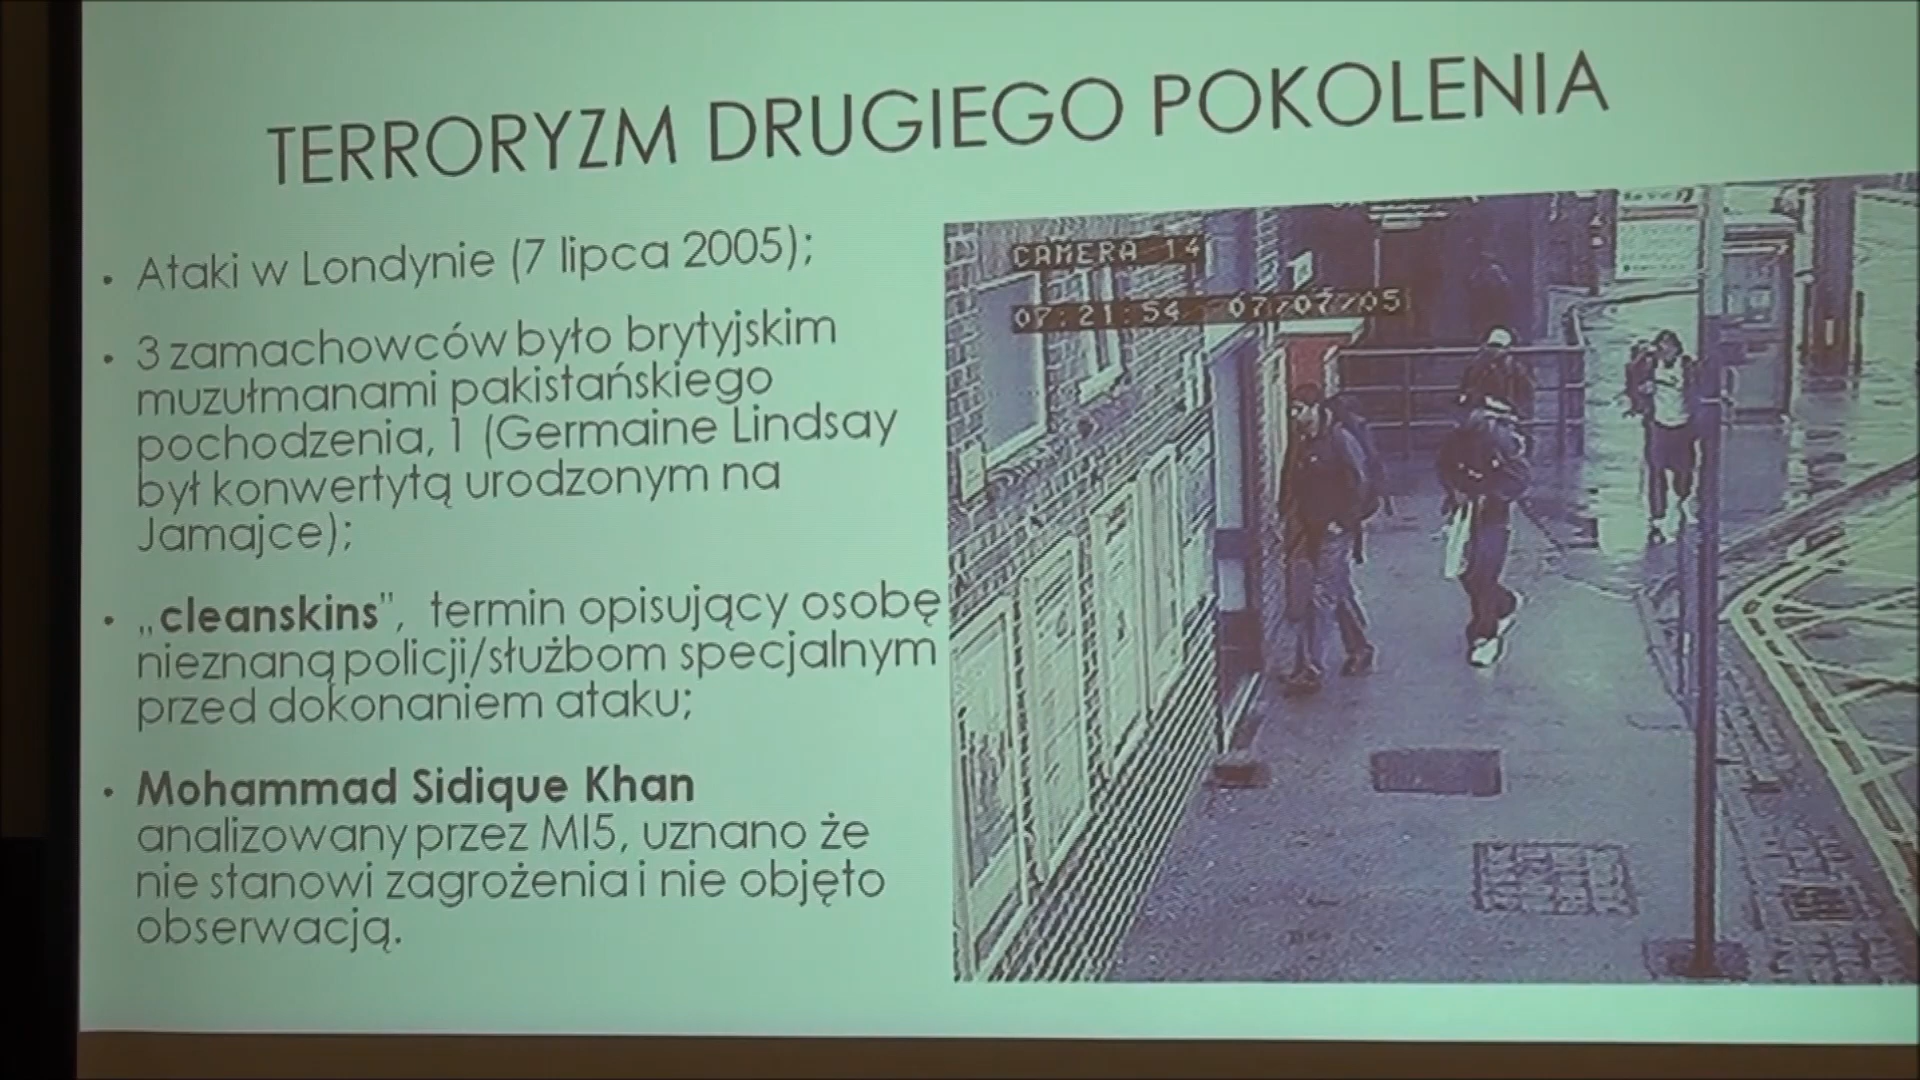 TERRORYZM DRUGIEGO POKOLENIA
• Ataki w Londynie (7 lipca 2005);
• 3 zamachowców było brytyjskim
muzułmanami pakistańskiego
pochodzenia, 1 (Germaine Lindsay
był konwertytą urodzonym na
Jamajce);
• „cleanskins", termin opisujący osobę
nieznaną policji/służbom specjalnym
przed dokonaniem ataku;
• Mohammad Sidique Khan
analizowany przez MI5, uznano że
nie stanowi zagrożenia i nie objęto
obserwacją.
CAMERA 14
07:21:54 07/07/05